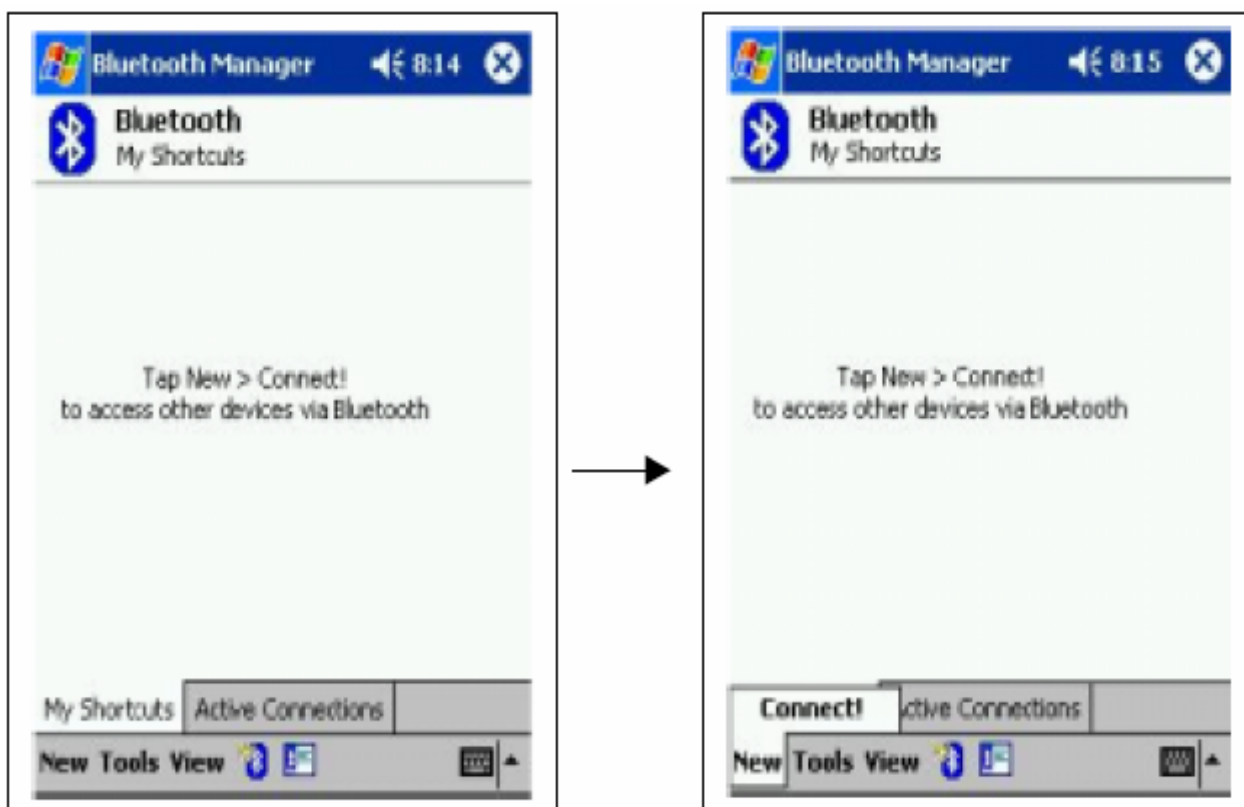 Bluetooth Manager 8:14
Bluetooth
My Shortcuts
Tap New > Connect!
to access other devices via Bluetooth
My Shortcuts Active Connections
New Tools View
Bluetooth Manager 8:15
Bluetooth
My Shortcuts
Tap New > Connect!
to access other devices via Bluetooth
Connect! ctive Connections
New Tools View